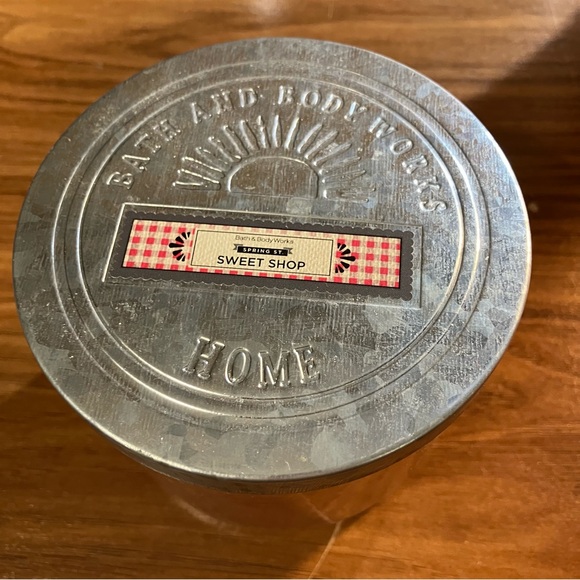 BATH AND BODY WORKS
Bath & Body Works
SPRING ST
SWEET SHOP
HOME